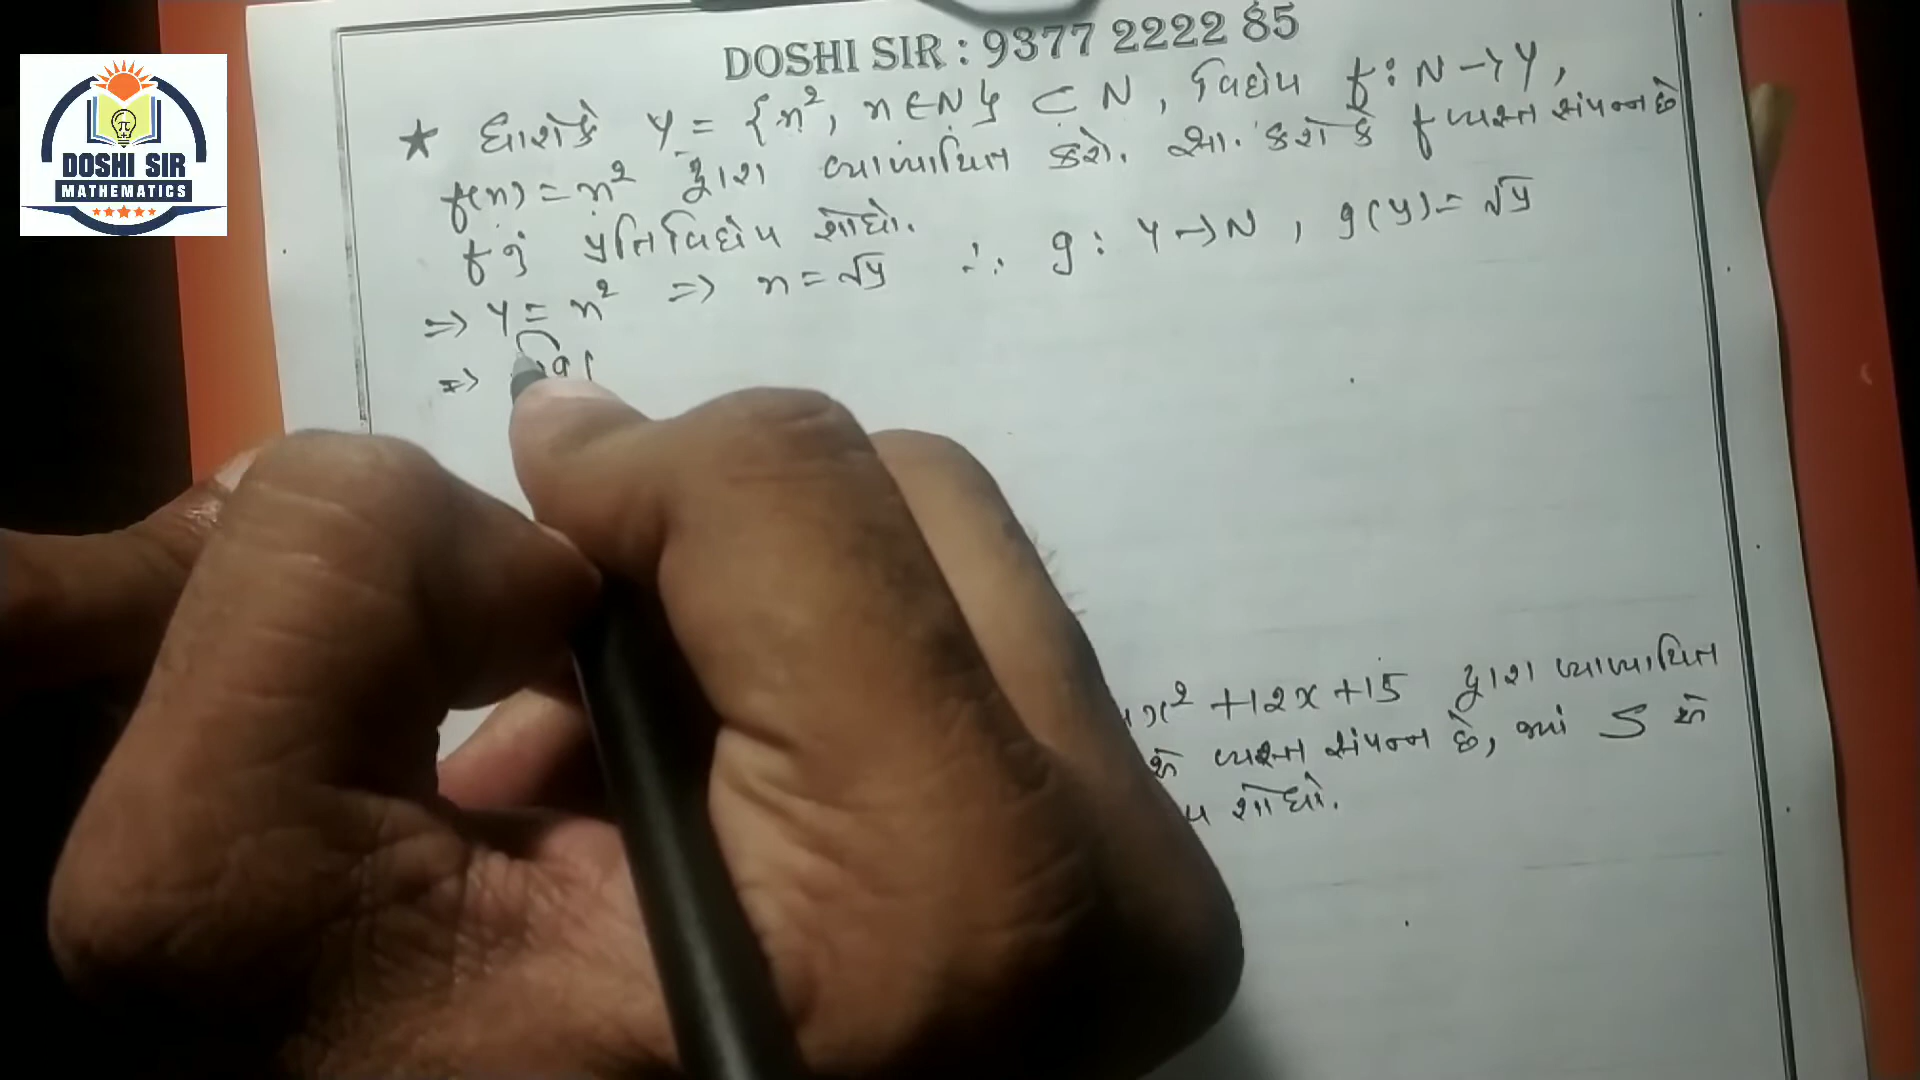 DOSHI SIR : 9377 2222 85
DOSHI SIR
MATHEMATICS
★ ધારો કે Y = {n², n∈N} ⊂ N, વિધેય f: N → Y,
f(n) = n² દ્વારા વ્યાખ્યાયિત કરો. સા. કરો કે f વ્યસ્ત સંપન્ન છે
f નું પ્રતિવિધેય શોધો.
⇒ Y = n² ⇒ n = √y ∴ g : Y → N , g(y) = √y
⇒
x² + 12x + 15 દ્વારા વ્યાખ્યાયિત
એ વ્યસ્ત સંપન્ન છે, જ્યાં S એ
શોધો.